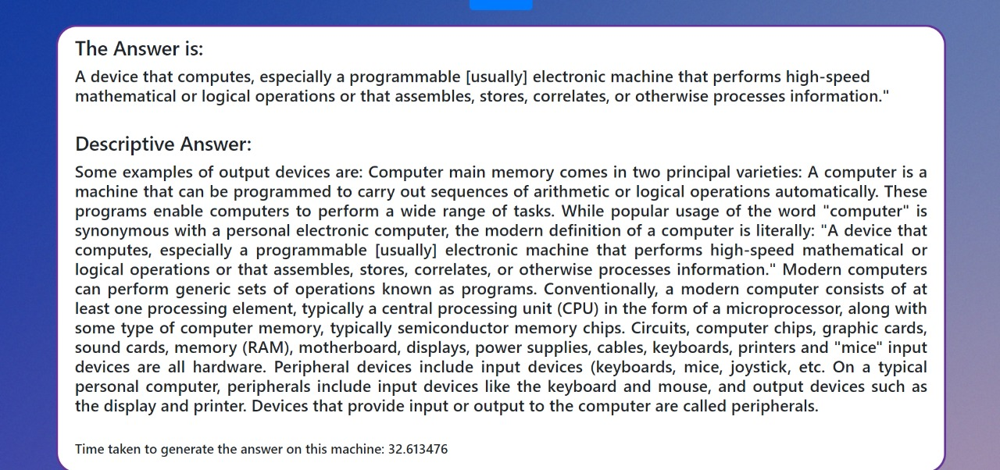 The Answer is:
A device that computes, especially a programmable [usually] electronic machine that performs high-speed
mathematical or logical operations or that assembles, stores, correlates, or otherwise processes information."
Descriptive Answer:
Some examples of output devices are: Computer main memory comes in two principal varieties: A computer is a
machine that can be programmed to carry out sequences of arithmetic or logical operations automatically. These
programs enable computers to perform a wide range of tasks. While popular usage of the word "computer" is
synonymous with a personal electronic computer, the modern definition of a computer is literally: "A device that
computes, especially a programmable [usually] electronic machine that performs high-speed mathematical or
logical operations or that assembles, stores, correlates, or otherwise processes information." Modern computers
can perform generic sets of operations known as programs. Conventionally, a modern computer consists of at
least one processing element, typically a central processing unit (CPU) in the form of a microprocessor, along with
some type of computer memory, typically semiconductor memory chips. Circuits, computer chips, graphic cards,
sound cards, memory (RAM), motherboard, displays, power supplies, cables, keyboards, printers and "mice" input
devices are all hardware. Peripheral devices include input devices (keyboards, mice, joystick, etc. On a typical
personal computer, peripherals include input devices like the keyboard and mouse, and output devices such as
the display and printer. Devices that provide input or output to the computer are called peripherals.
Time taken to generate the answer on this machine: 32.613476